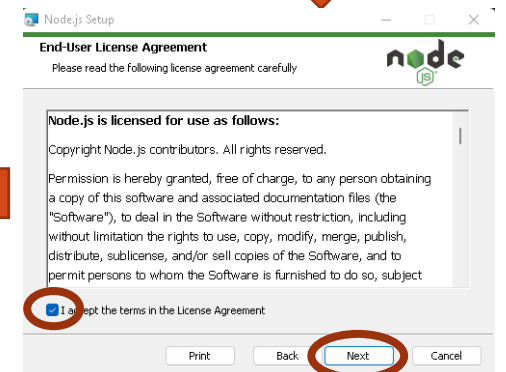 Node.js Setup
End-User License Agreement
Please read the following license agreement carefully
node
JS
Node.js is licensed for use as follows:
Copyright Node.js contributors. All rights reserved.
Permission is hereby granted, free of charge, to any person obtaining
a copy of this software and associated documentation files (the
"Software"), to deal in the Software without restriction, including
without limitation the rights to use, copy, modify, merge, publish,
distribute, sublicense, and/or sell copies of the Software, and to
permit persons to whom the Software is furnished to do so, subject
I accept the terms in the License Agreement
Print Back Next Cancel